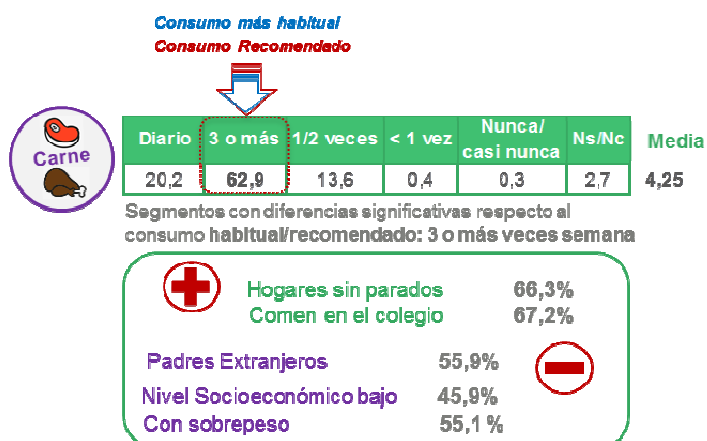 Consumo más habitual
Consumo Recomendado
Carne
Diario 3 o más 1/2 veces < 1 vez Nunca/ casi nunca Ns/Nc Media
20,2 62,9 13,6 0,4 0,3 2,7 4,25
Segmentos con diferencias significativas respecto al
consumo habitual/recomendado: 3 o más veces semana
Hogares sin parados 66,3%
Comen en el colegio 67,2%
Padres Extranjeros 55,9%
Nivel Socioeconómico bajo 45,9%
Con sobrepeso 55,1 %